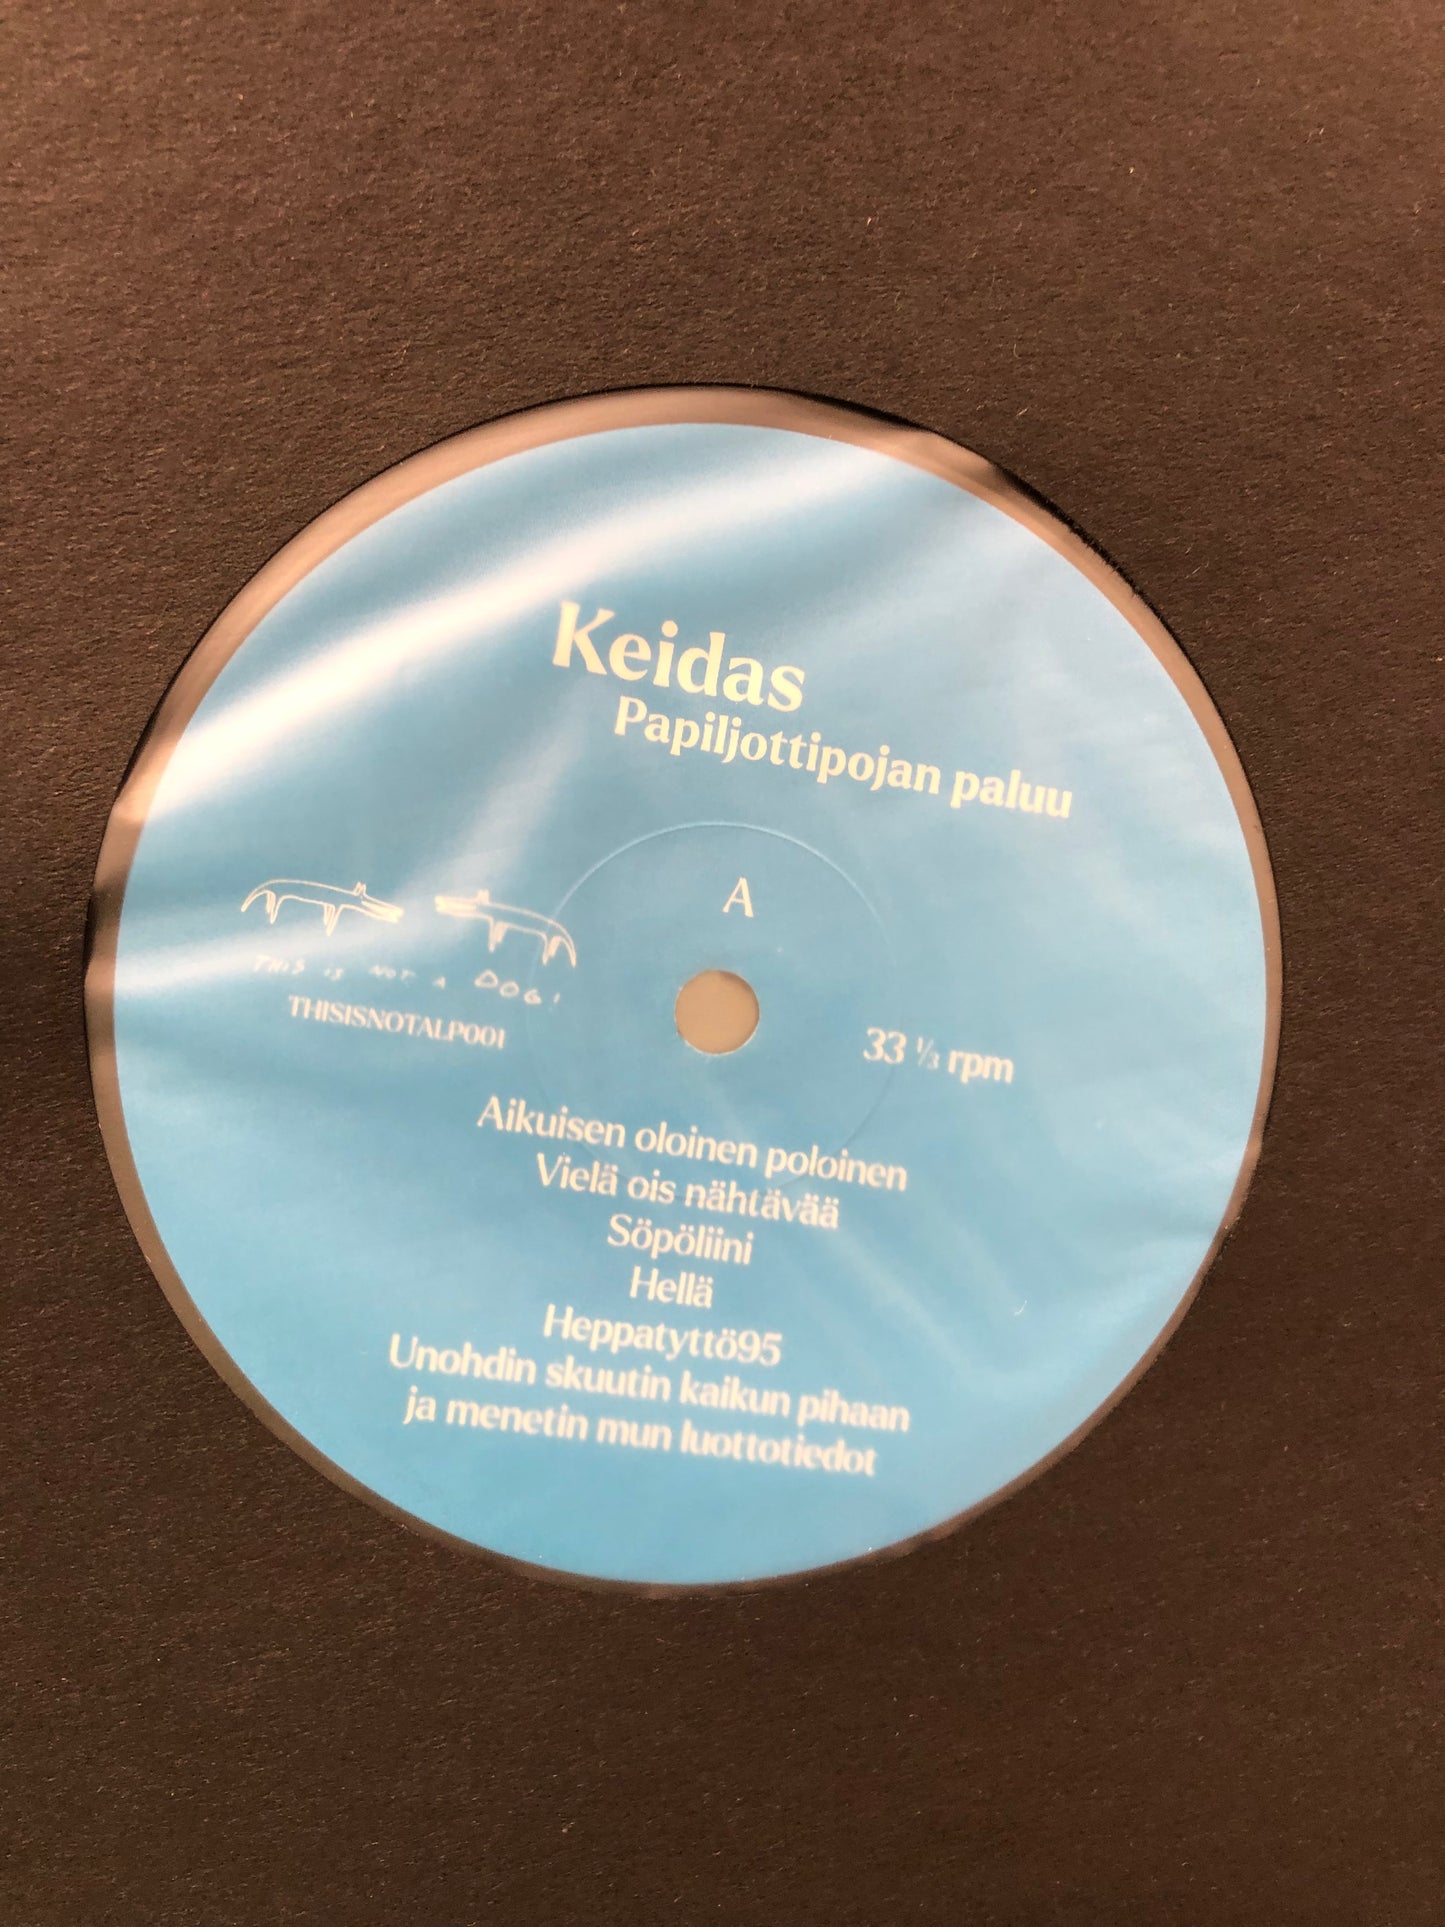 Keidas
Papiljottipojan paluu
A
THIS IS NOT A DOG!
THISISNOTALP001
33 ⅓ rpm
Aikuisen oloinen poloinen
Vielä ois nähtävää
Söpöliini
Hellä
Heppatyttö95
Unohdin skuutin kaikun pihaan
ja menetin mun luottotiedot